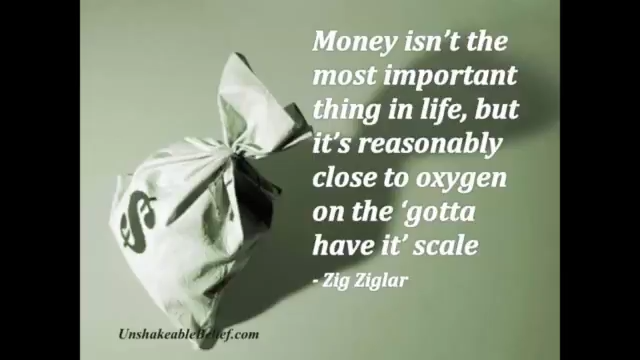 Money isn’t the
most important
thing in life, but
it’s reasonably
close to oxygen
on the ‘gotta
have it’ scale
- Zig Ziglar
$
UnshakeableBelief.com